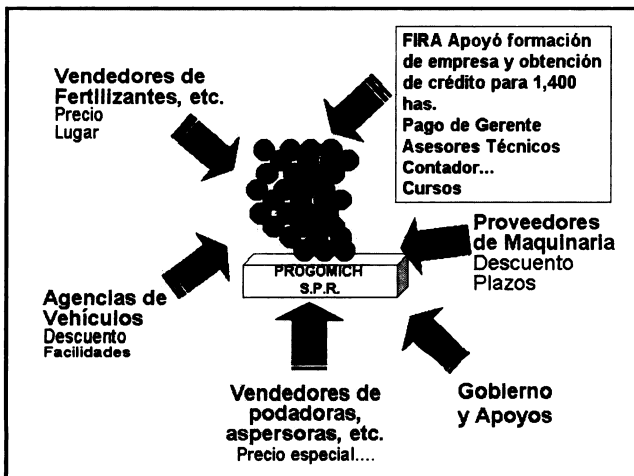 Vendedores de
Fertilizantes, etc.
Precio
Lugar
FIRA Apoyó formación
de empresa y obtención
de crédito para 1,400
has.
Pago de Gerente
Asesores Técnicos
Contador...
Cursos
Proveedores
de Maquinaria
Descuento
Plazos
PROGOMICH
S.P.R.
Agencias de
Vehículos
Descuento
Facilidades
Vendedores de
podadoras,
aspersoras, etc.
Precio especial....
Gobierno
y Apoyos